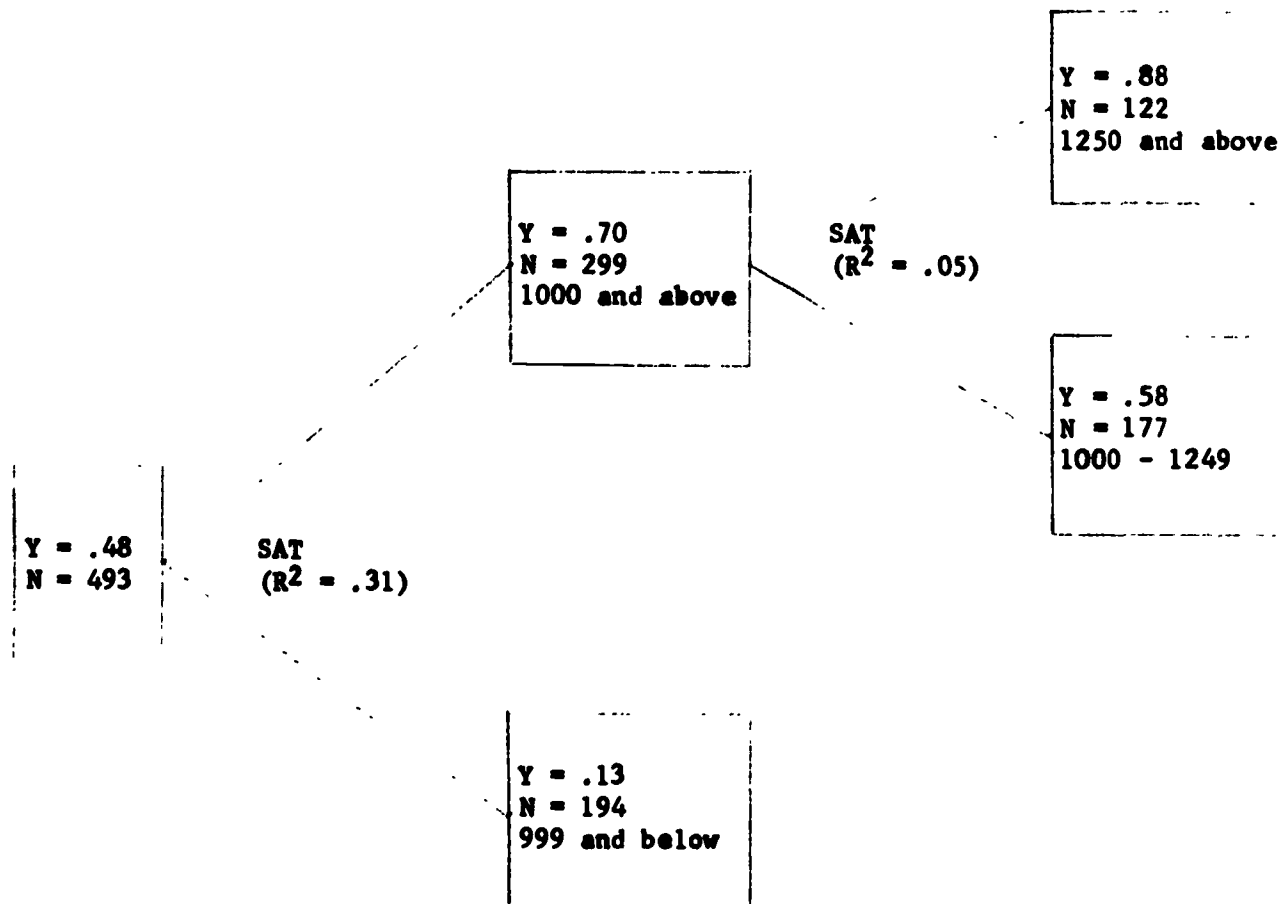 Y = .88
N = 122
1250 and above
Y = .70
N = 299
1000 and above
SAT
(R² = .05)
Y = .58
N = 177
1000 - 1249
Y = .48
N = 493
SAT
(R² = .31)
Y = .13
N = 194
999 and below